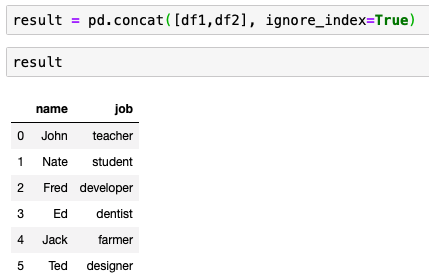 result = pd.concat([df1,df2], ignore_index=True)
result
name job
0 John teacher
1 Nate student
2 Fred developer
3 Ed dentist
4 Jack farmer
5 Ted designer